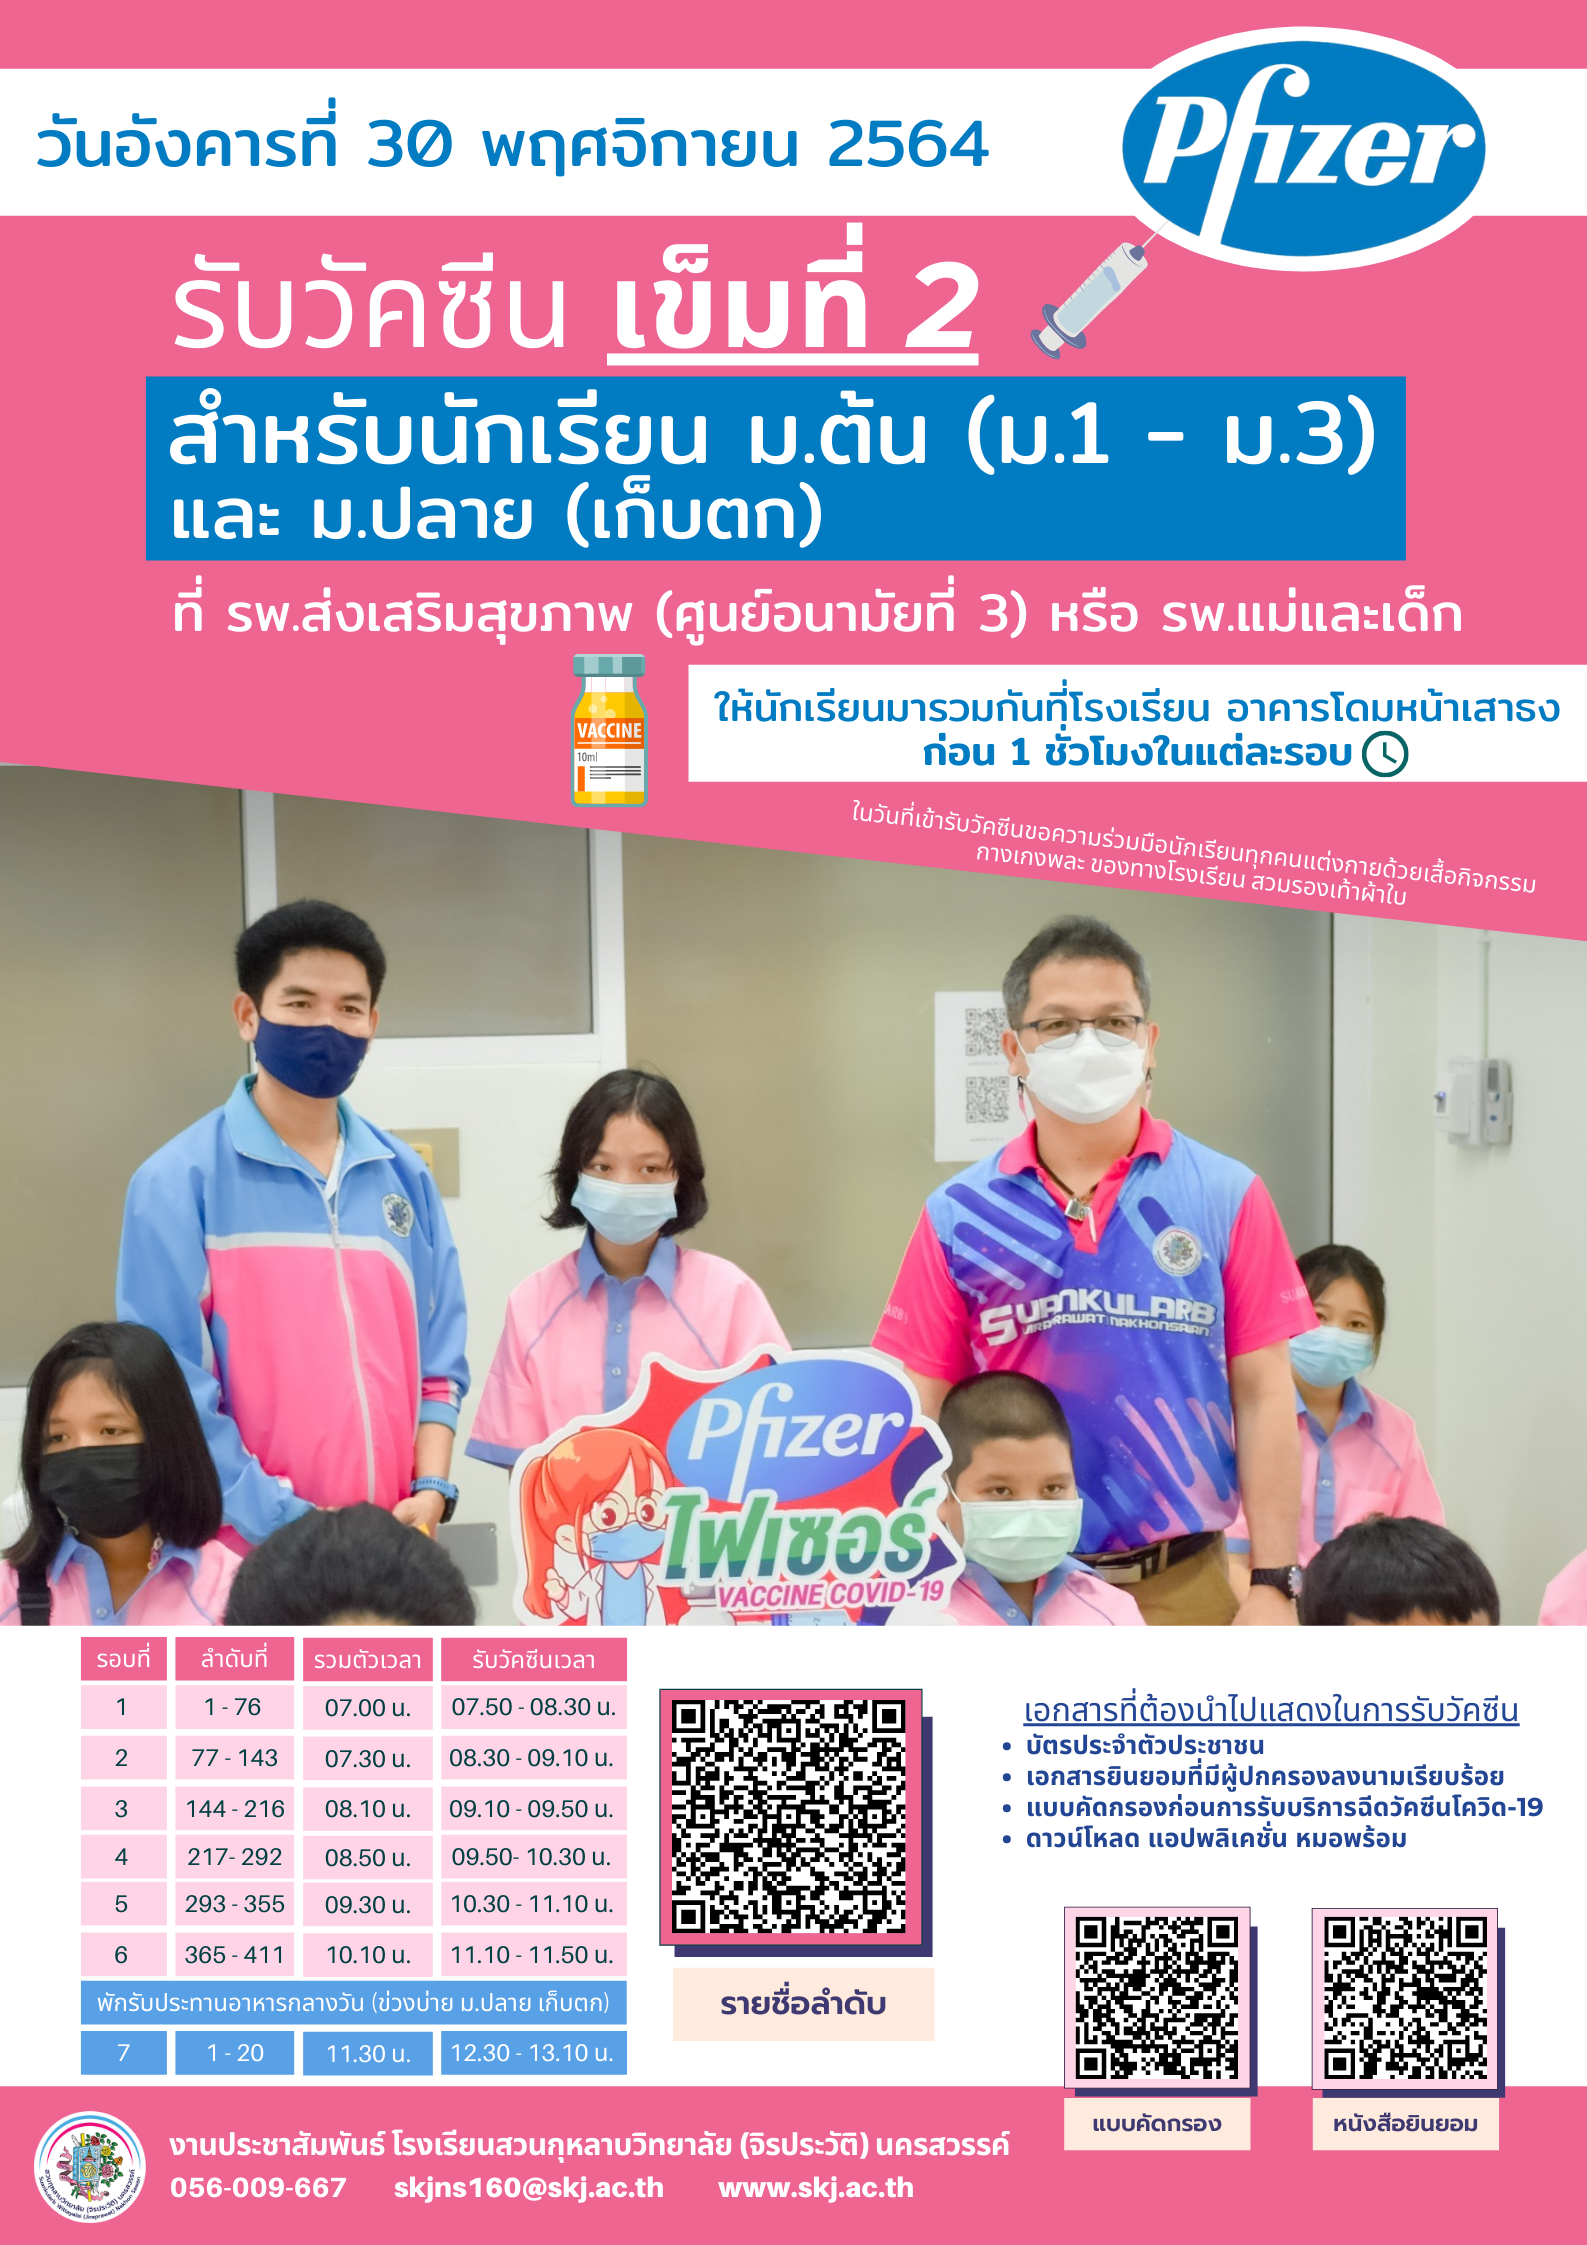 วันอังคารที่ 30 พฤศจิกายน 2564
Pfizer
รับวัคซีน เข็มที่ 2
สำหรับนักเรียน ม.ต้น (ม.1 - ม.3)
และ ม.ปลาย (เก็บตก)
ที่ รพ.ส่งเสริมสุขภาพ (ศูนย์อนามัยที่ 3) หรือ รพ.แม่และเด็ก
VACCINE
10ml
ให้นักเรียนมารวมกันที่โรงเรียน อาคารโดมหน้าเสาธง
ก่อน 1 ชั่วโมงในแต่ละรอบ
ในวันที่เข้ารับวัคซีนขอความร่วมมือนักเรียนทุกคนแต่งกายด้วยเสื้อกิจกรรม
กางเกงพละ ของทางโรงเรียน สวมรองเท้าผ้าใบ
SUANKULARB
NAKHONSAWAN
Pfizer
ไฟเซอร์
VACCINE COVID-19
รอบที่ ลำดับที่ รวมตัวเวลา รับวัคซีนเวลา
1 1 - 76 07.00 น. 07.50 - 08.30 น.
2 77 - 143 07.30 น. 08.30 - 09.10 น.
3 144 - 216 08.10 น. 09.10 - 09.50 น.
4 217- 292 08.50 น. 09.50- 10.30 น.
5 293 - 355 09.30 น. 10.30 - 11.10 น.
6 365 - 411 10.10 น. 11.10 - 11.50 น.
พักรับประทานอาหารกลางวัน (ข่วงบ่าย ม.ปลาย เก็บตก)
7 1 - 20 11.30 น. 12.30 - 13.10 น.
รายชื่อลำดับ
เอกสารที่ต้องนำไปแสดงในการรับวัคซีน
• บัตรประจำตัวประชาชน
• เอกสารยินยอมที่มีผู้ปกครองลงนามเรียบร้อย
• แบบคัดกรองก่อนการรับบริการฉีดวัคซีนโควิด-19
• ดาวน์โหลด แอปพลิเคชั่น หมอพร้อม
แบบคัดกรอง
หนังสือยินยอม
งานประชาสัมพันธ์ โรงเรียนสวนกุหลาบวิทยาลัย (จิรประวัติ) นครสวรรค์
056-009-667 skjns160@skj.ac.th www.skj.ac.th